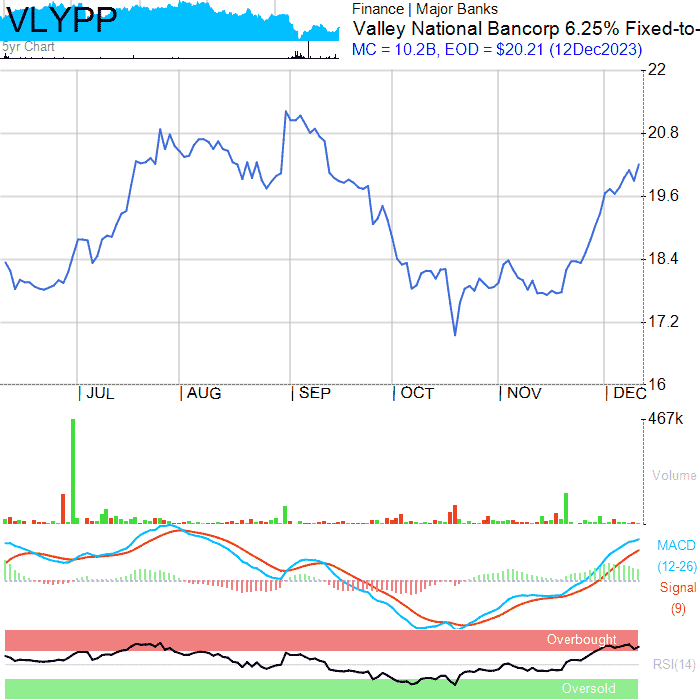 VLYPP
5yr Chart
Finance | Major Banks
Valley National Bancorp 6.25% Fixed-to-
MC = 10.2B, EOD = $20.21 (12Dec2023)
22
20.8
19.6
18.4
17.2
16
| JUL | AUG | SEP | OCT | NOV | DEC
467k
Volume
MACD
(12-26)
Signal
(9)
Overbought
RSI(14)
Oversold